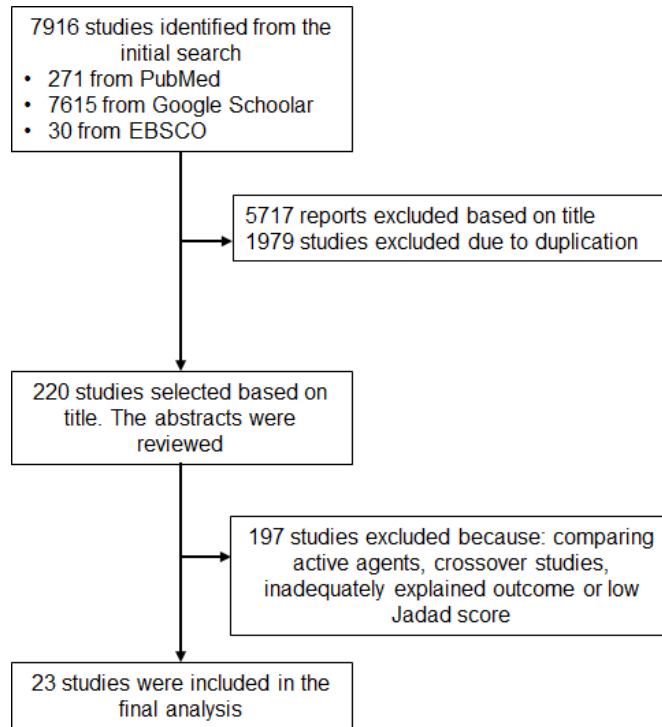 7916 studies identified from the
initial search
• 271 from PubMed
• 7615 from Google Schoolar
• 30 from EBSCO
5717 reports excluded based on title
1979 studies excluded due to duplication
220 studies selected based on
title. The abstracts were
reviewed
197 studies excluded because: comparing
active agents, crossover studies,
inadequately explained outcome or low
Jadad score
23 studies were included in the
final analysis